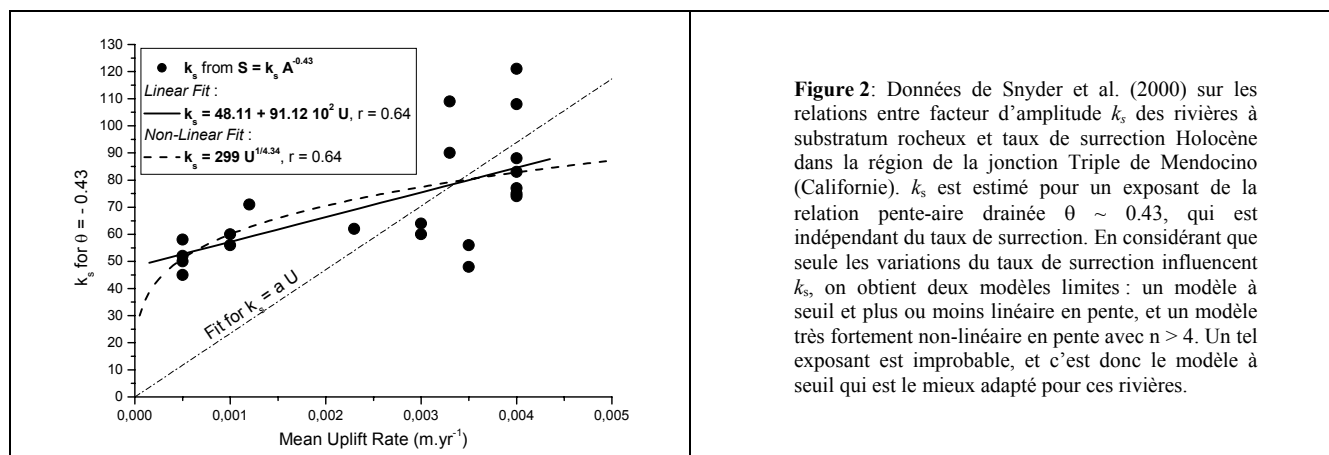 130
120
110
100
90
80
70
60
50
40
30
20
10
0
k_s for θ = - 0.43
k_s from S = k_s A^-0.43
Linear Fit :
k_s = 48.11 + 91.12 10^2 U, r = 0.64
Non-Linear Fit :
k_s = 299 U^1/4.34, r = 0.64
Fit for k_s = a U
0,000 0,001 0,002 0,003 0,004 0,005
Mean Uplift Rate (m.yr^-1)
Figure 2: Données de Snyder et al. (2000) sur les
relations entre facteur d’amplitude k_s des rivières à
substratum rocheux et taux de surrection Holocène
dans la région de la jonction Triple de Mendocino
(Californie). k_s est estimé pour un exposant de la
relation pente-aire drainée θ ~ 0.43, qui est
indépendant du taux de surrection. En considérant que
seule les variations du taux de surrection influencent
k_s, on obtient deux modèles limites : un modèle à
seuil et plus ou moins linéaire en pente, et un modèle
très fortement non-linéaire en pente avec n > 4. Un tel
exposant est improbable, et c’est donc le modèle à
seuil qui est le mieux adapté pour ces rivières.